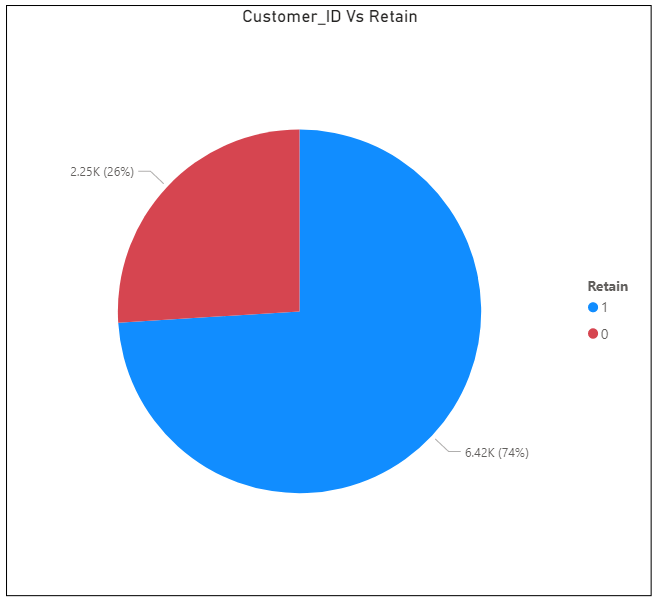 Customer_ID Vs Retain
2.25K (26%)
Retain
1
0
6.42K (74%)